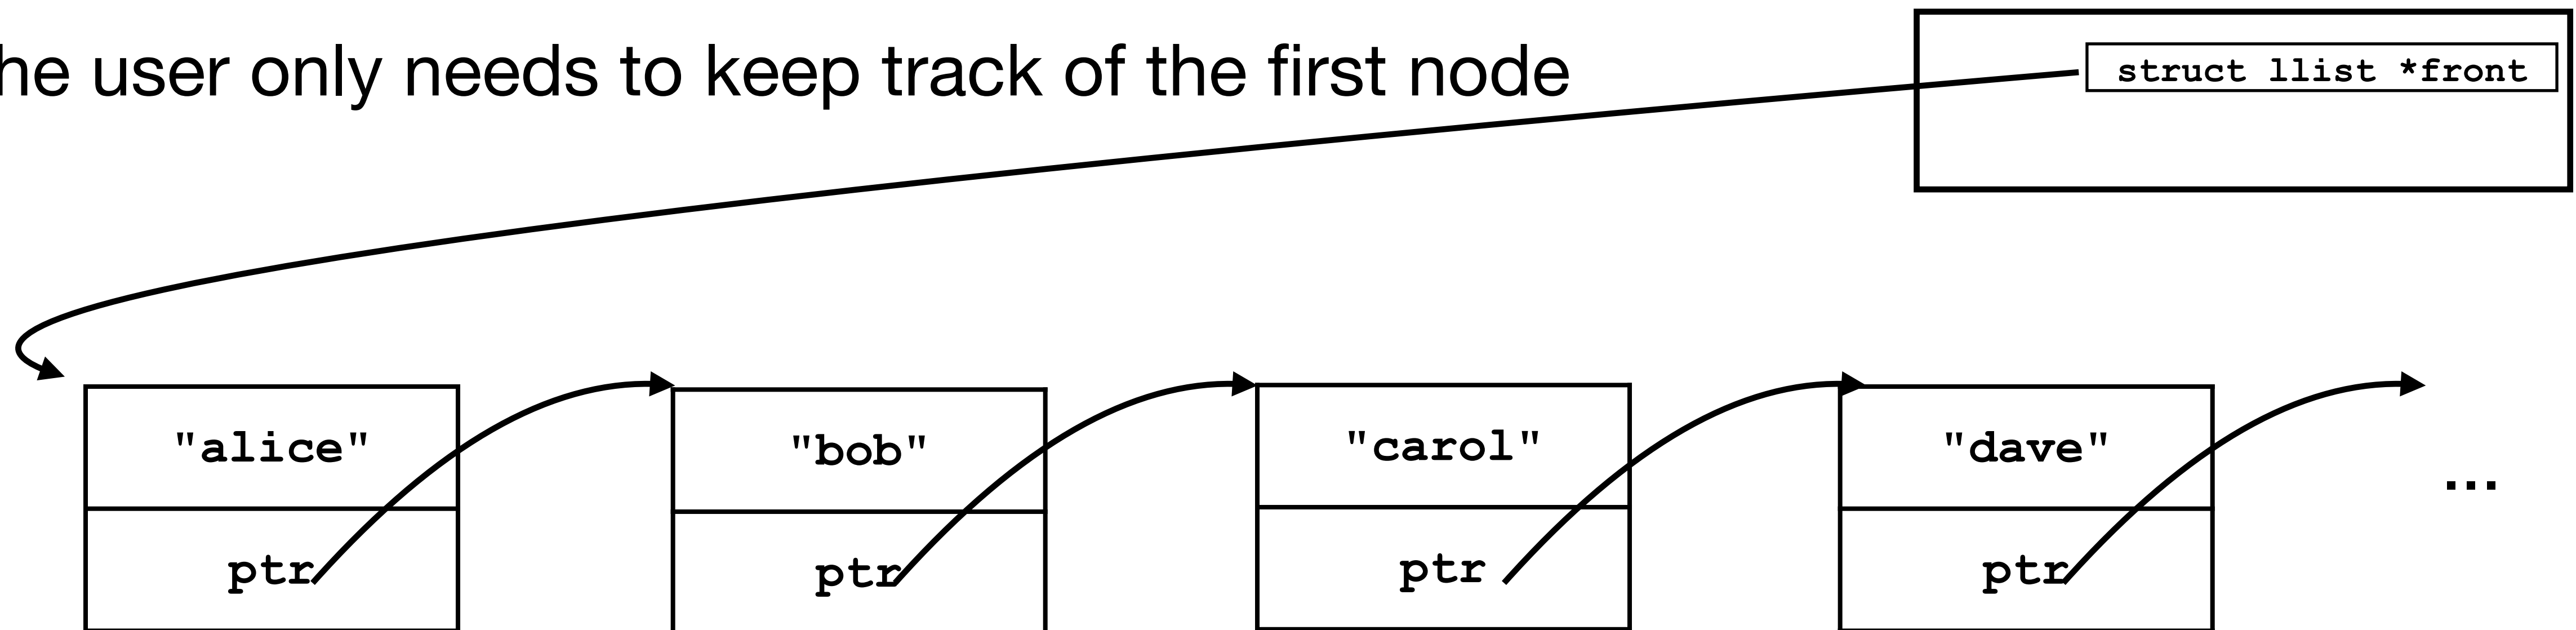 he user only needs to keep track of the first node
struct llist *front
"alice"
"bob"
"carol"
"dave"
...
ptr
ptr
ptr
ptr